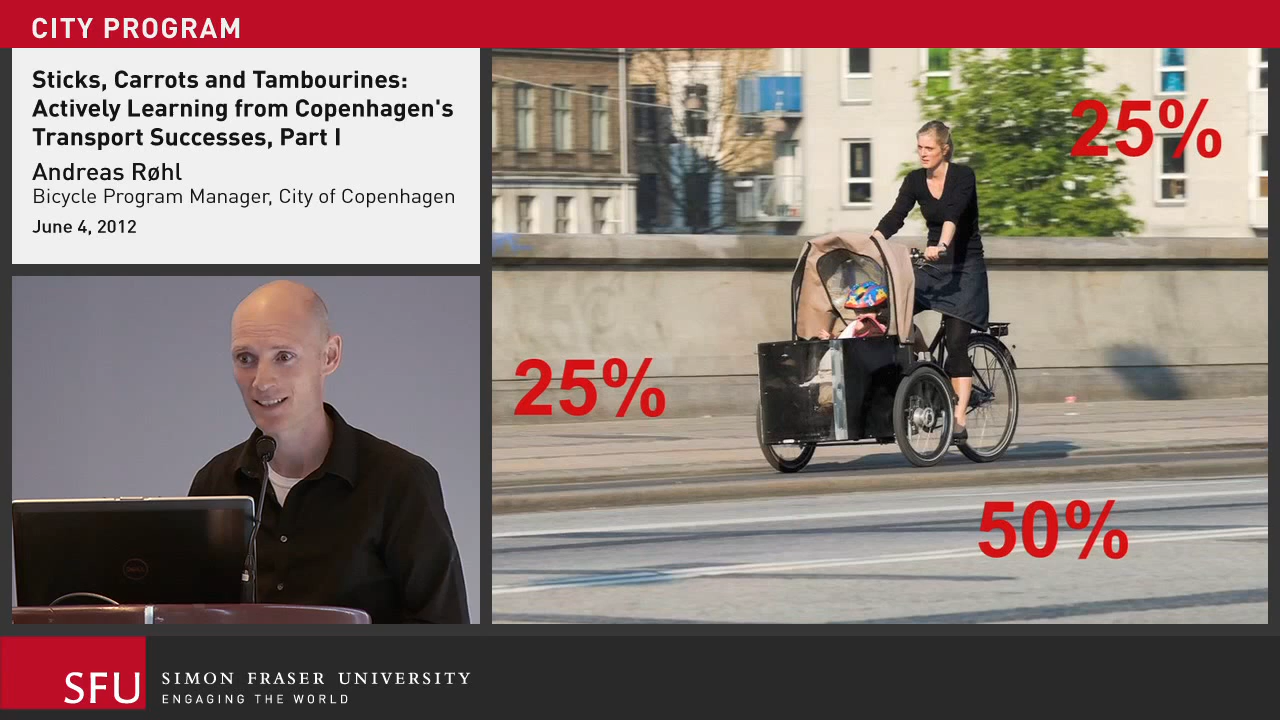 CITY PROGRAM
Sticks, Carrots and Tambourines:
Actively Learning from Copenhagen's
Transport Successes, Part I
Andreas Røhl
Bicycle Program Manager, City of Copenhagen
June 4, 2012
25%
25%
50%
DELL
SFU
SIMON FRASER UNIVERSITY
ENGAGING THE WORLD